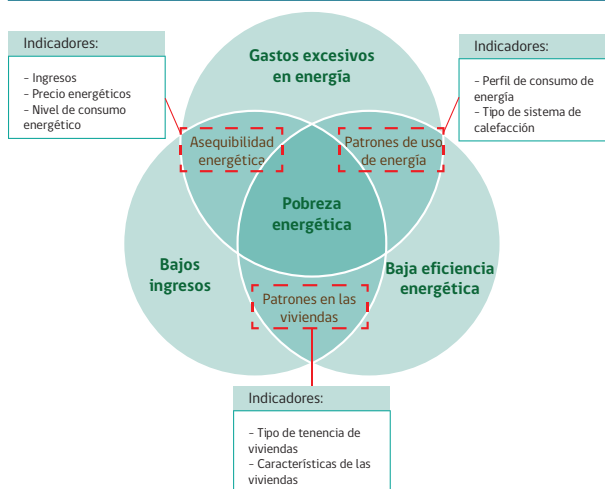 Indicadores:
- Ingresos
- Precio energéticos
- Nivel de consumo
energético
Gastos excesivos
en energía
Indicadores:
- Perfil de consumo de
energía
- Tipo de sistema de
calefacción
Asequibilidad
energética
Patrones de uso
de energía
Pobreza
energética
Bajos
ingresos
Baja eficiencia
energética
Patrones en las
viviendas
Indicadores:
- Tipo de tenencia de
viviendas
- Características de las
viviendas